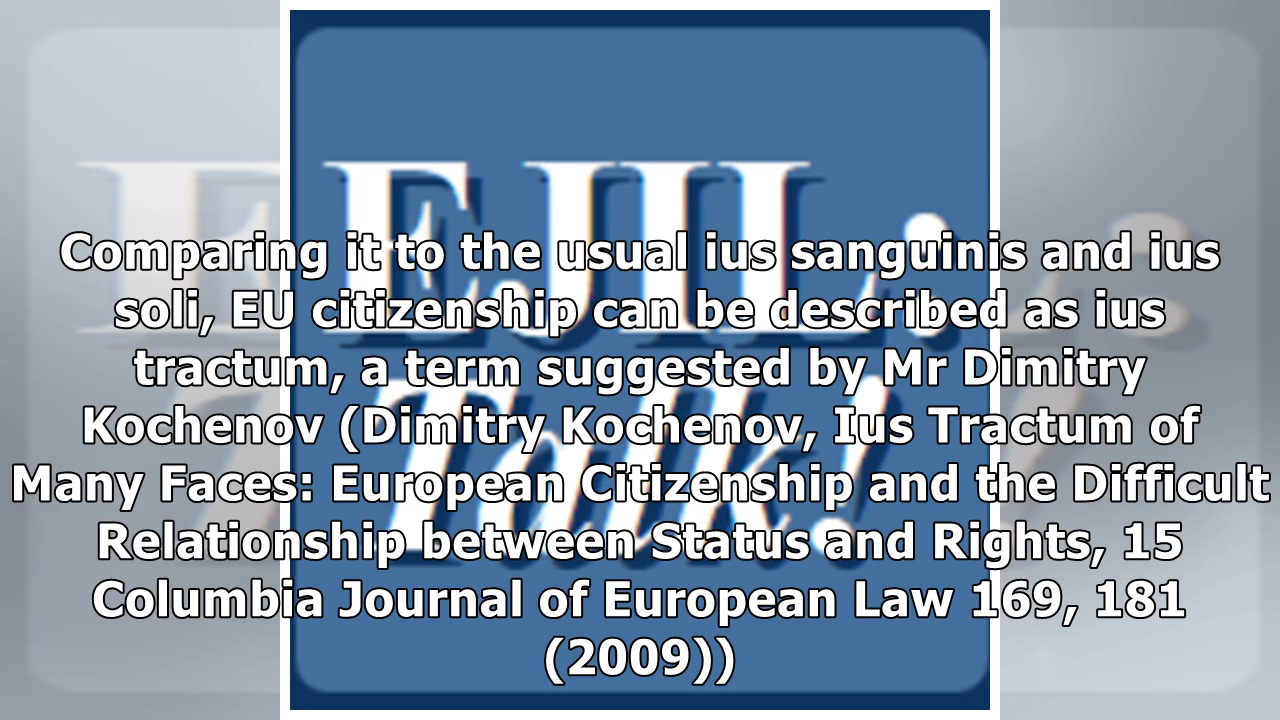 EJIL:
Talk!
Comparing it to the usual ius sanguinis and ius
soli, EU citizenship can be described as ius
tractum, a term suggested by Mr Dimitry
Kochenov (Dimitry Kochenov, Ius Tractum of
Many Faces: European Citizenship and the Difficult
Relationship between Status and Rights, 15
Columbia Journal of European Law 169, 181
(2009))